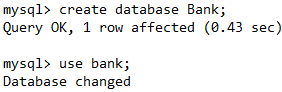 mysql> create database Bank;
Query OK, 1 row affected (0.43 sec)
mysql> use bank;
Database changed